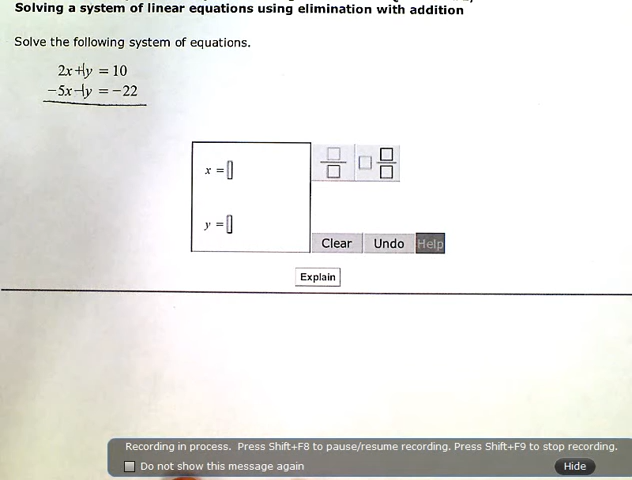 Solving a system of linear equations using elimination with addition
Solve the following system of equations.
2x+|y = 10
−5x−|y = −22
x =
y =
Clear Undo Help
Explain
Recording in process. Press Shift+F8 to pause/resume recording. Press Shift+F9 to stop recording.
Do not show this message again
Hide